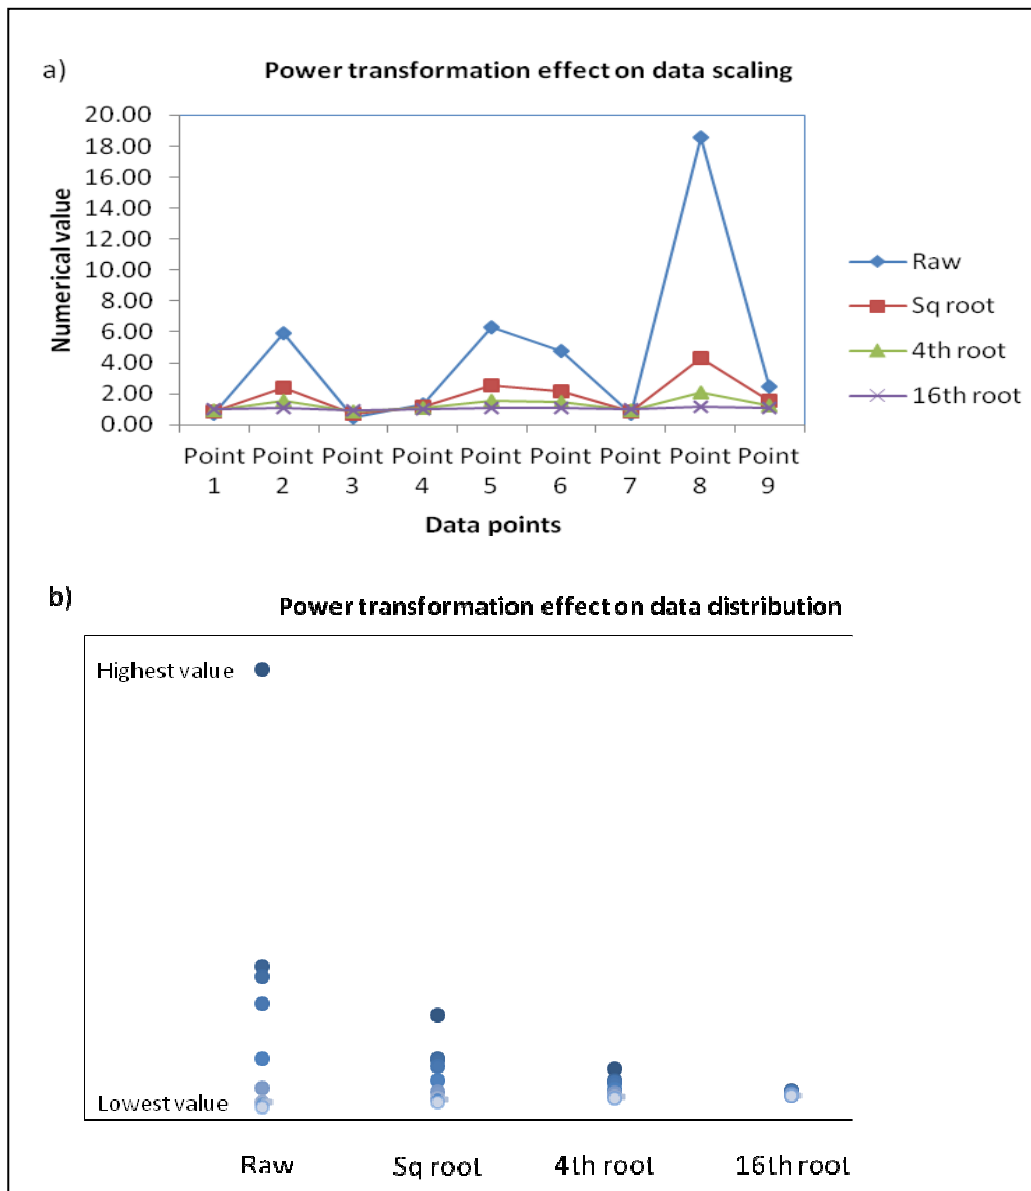 a)
Power transformation effect on data scaling
Numerical value
20.00
18.00
16.00
14.00
12.00
10.00
8.00
6.00
4.00
2.00
0.00
Point 1
Point 2
Point 3
Point 4
Point 5
Point 6
Point 7
Point 8
Point 9
Data points
Raw
Sq root
4th root
16th root
b)
Power transformation effect on data distribution
Highest value
Lowest value
Raw
Sq root
4th root
16th root